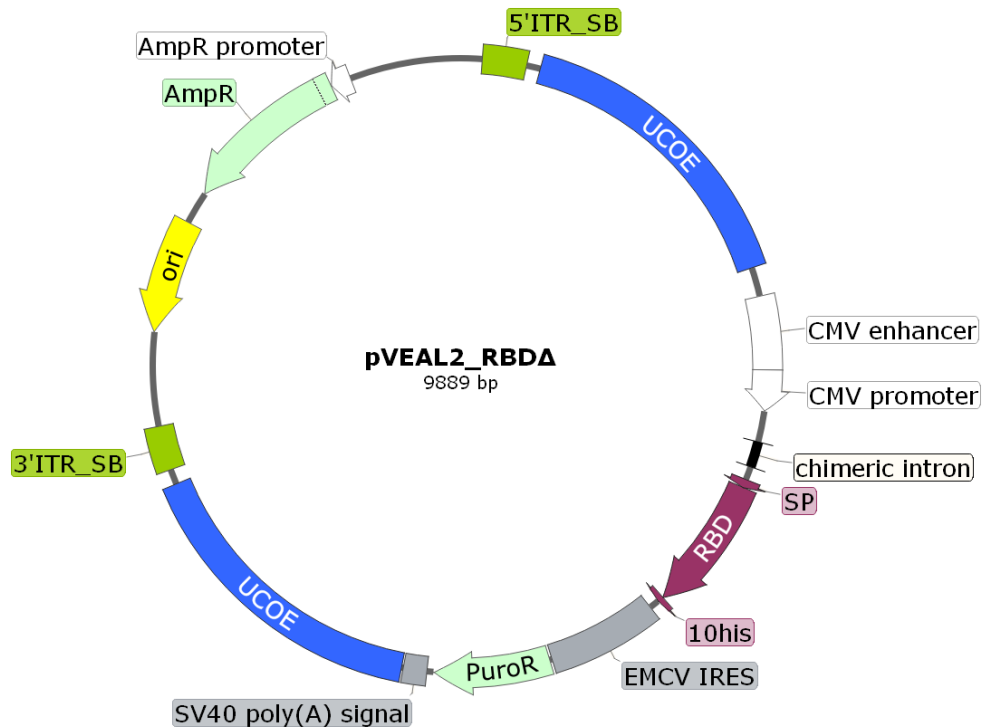 5'ITR_SB
AmpR promoter
AmpR
UCOE
ori
CMV enhancer
pVEAL2_RBDΔ
9889 bp
CMV promoter
3'ITR_SB
chimeric intron
SP
RBD
UCOE
10his
PuroR
EMCV IRES
SV40 poly(A) signal